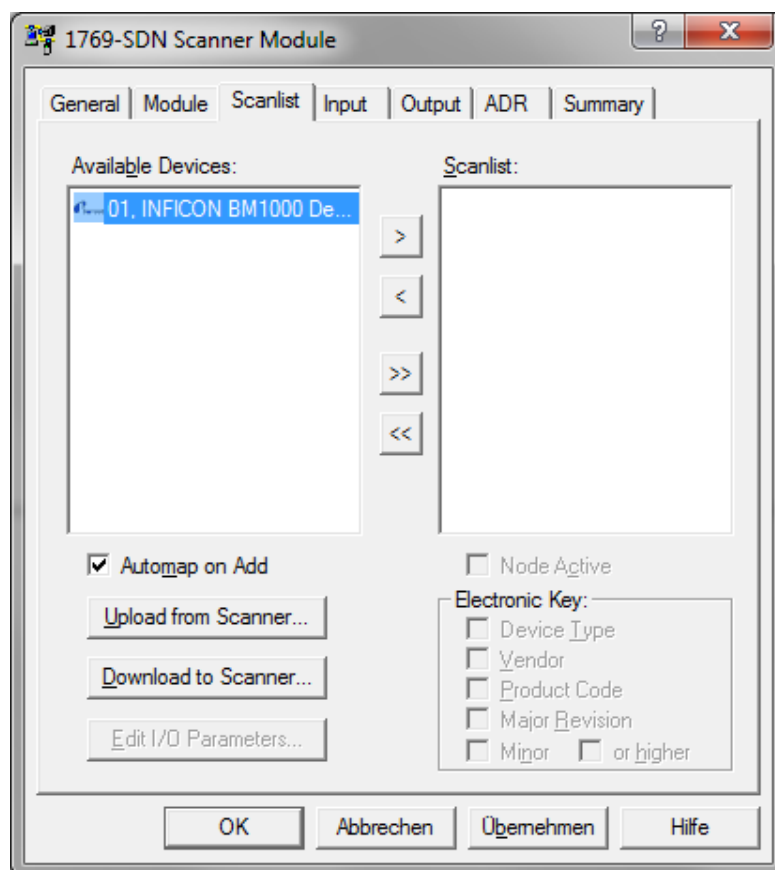 1769-SDN Scanner Module
General Module Scanlist Input Output ADR Summary
Available Devices:
Scanlist:
01, INFICON BM1000 De...
>
<
>>
<<
Automap on Add
Node Active
Upload from Scanner...
Electronic Key:
Device Type
Download to Scanner...
Vendor
Product Code
Edit I/O Parameters...
Major Revision
Minor or higher
OK Abbrechen Übernehmen Hilfe